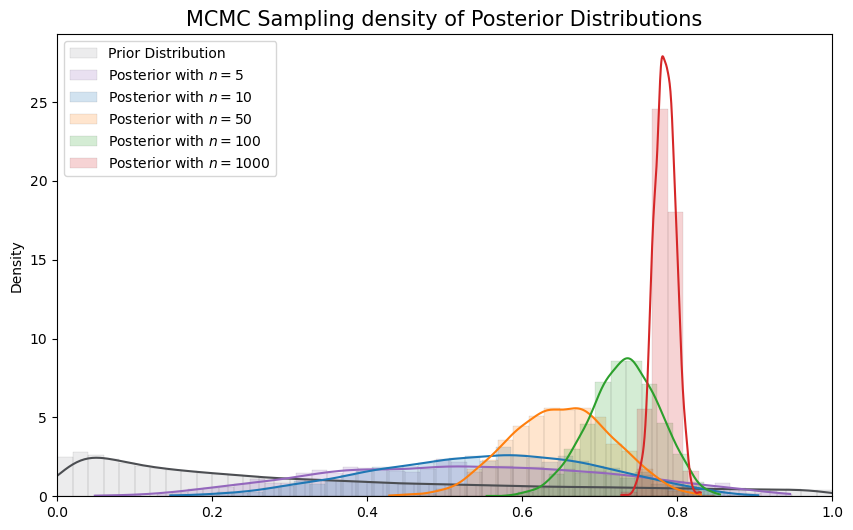 MCMC Sampling density of Posterior Distributions
Prior Distribution
Posterior with n = 5
Posterior with n = 10
Posterior with n = 50
Posterior with n = 100
Posterior with n = 1000
Density
25
20
15
10
5
0
0.0 0.2 0.4 0.6 0.8 1.0